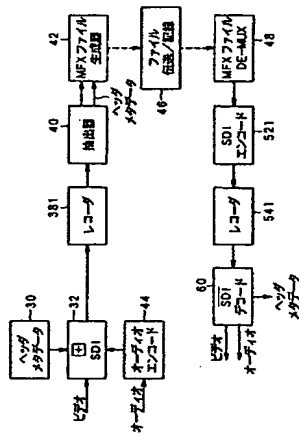 30
ヘッダ
メタデータ
32
＋
SDI
ビデオ
44
オーディオ
エンコード
オーディオ
381
レコーダ
40
抽出器
ヘッダ
メタデータ
42
MFXファイル
生成器
ファイル
伝送／記録
46
48
MFXファイル
DE-MUX
SDI
エンコード
521
レコーダ
541
60
SDI
デコード
ビデオ
オーディオ
ヘッダ
メタデータ